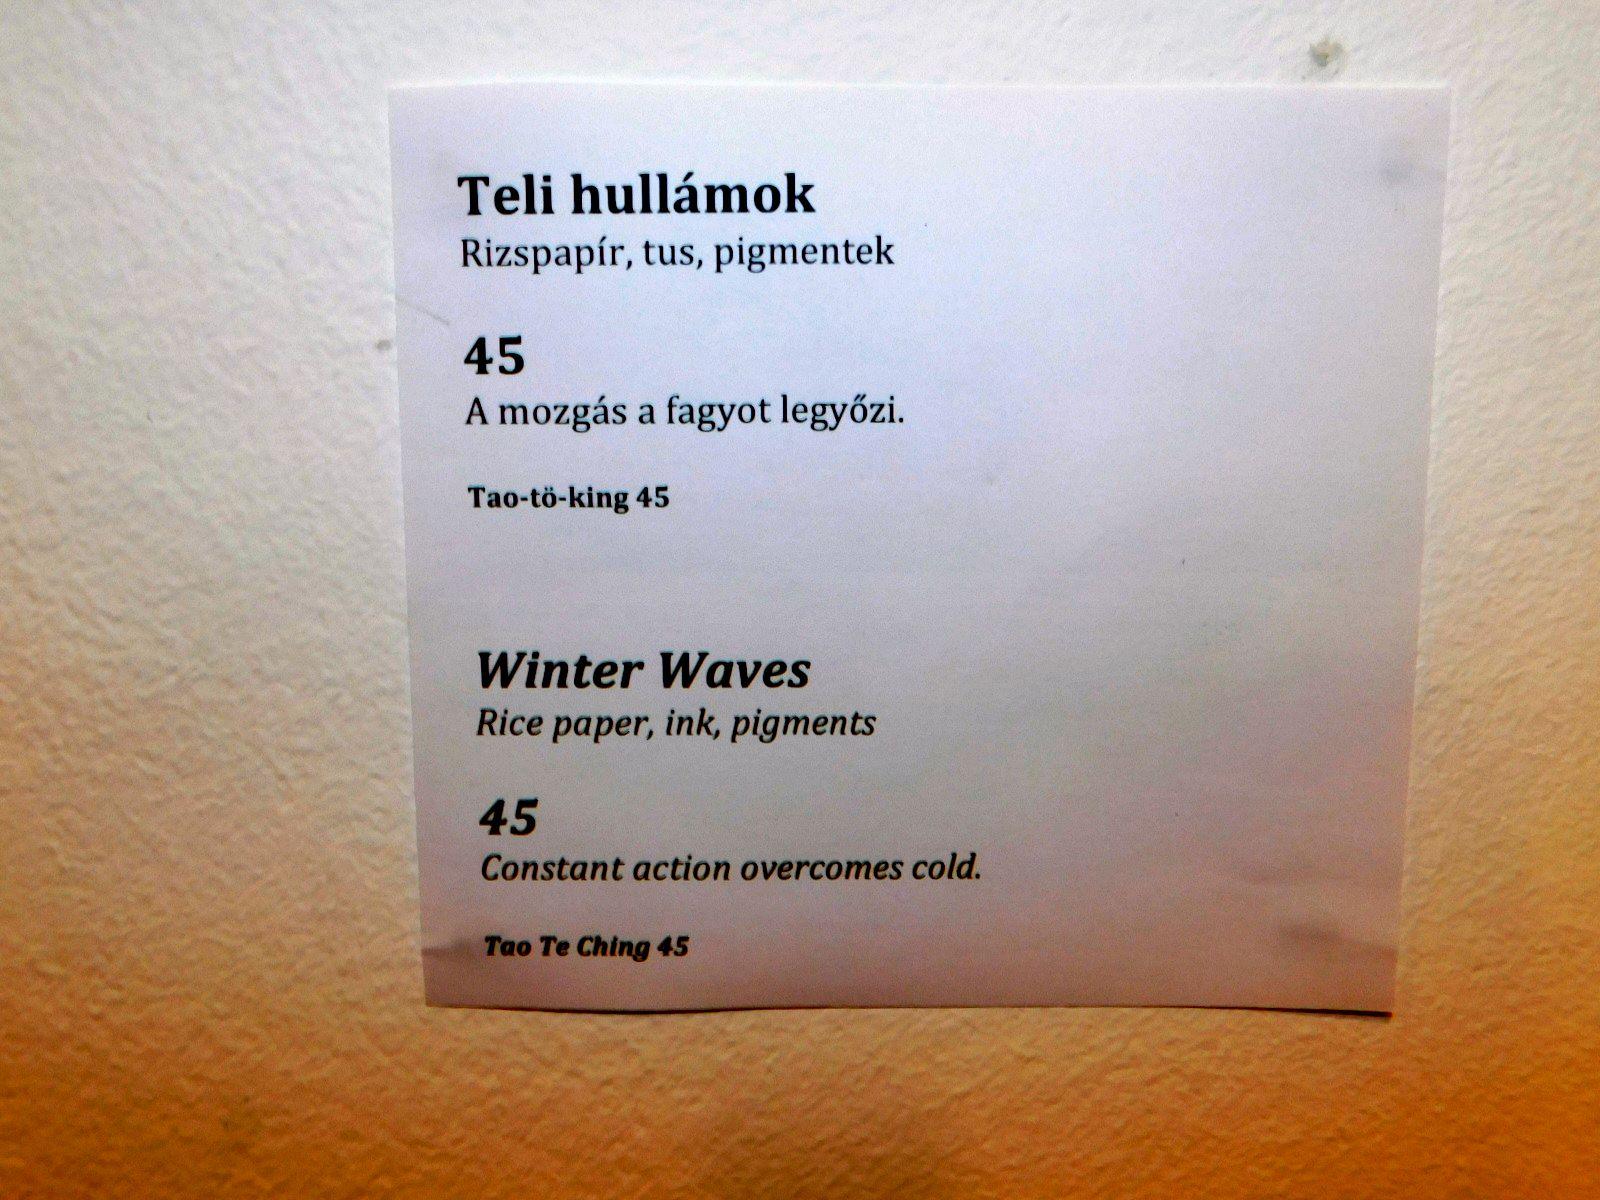 Teli hullámok
Rizspapír, tus, pigmentek
45
A mozgás a fagyot legyőzi.
Tao-tö-king 45
Winter Waves
Rice paper, ink, pigments
45
Constant action overcomes cold.
Tao Te Ching 45